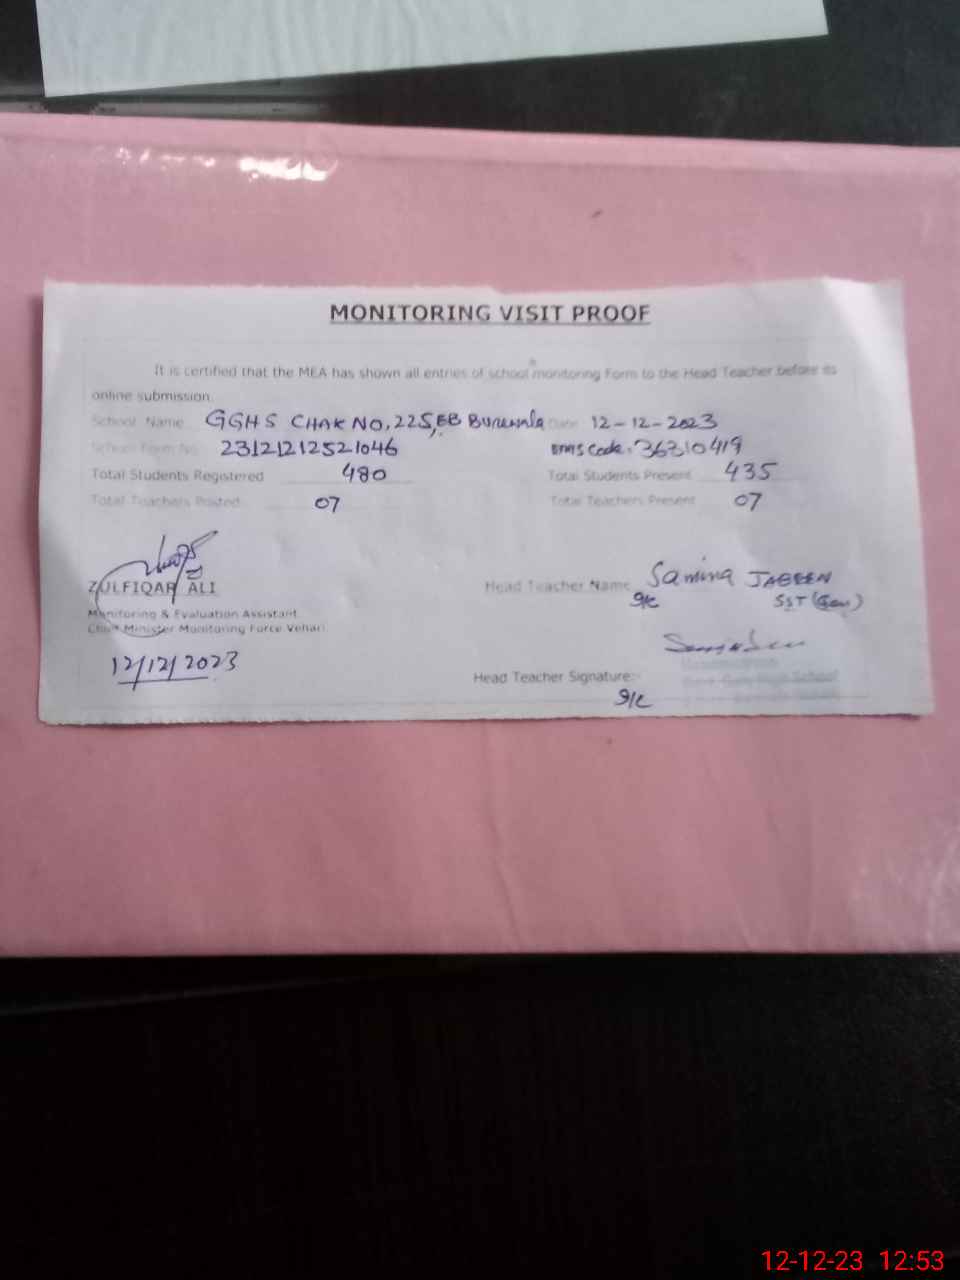 MONITORING VISIT PROOF
It is certified that the MEA has shown all entries of school monitoring Form to the Head Teacher before its
online submission.
School Name GGHS CHAK NO, 225, EB Burewala Date 12-12-2023
School Form No. 23121212521046 EMIS Code. 36310419
Total Students Registered 480 Total Students Present 435
Total Teachers Posted 07 Total Teachers Present 07
ZULFIQAR ALI Head Teacher Name Samina JABEEN
I/C SST (Gen)
Monitoring & Evaluation Assistant
Chief Minister Monitoring Force Vehari
12/12/2023
Head Teacher Signature:-
I/C
High School
12-12-23 12:53